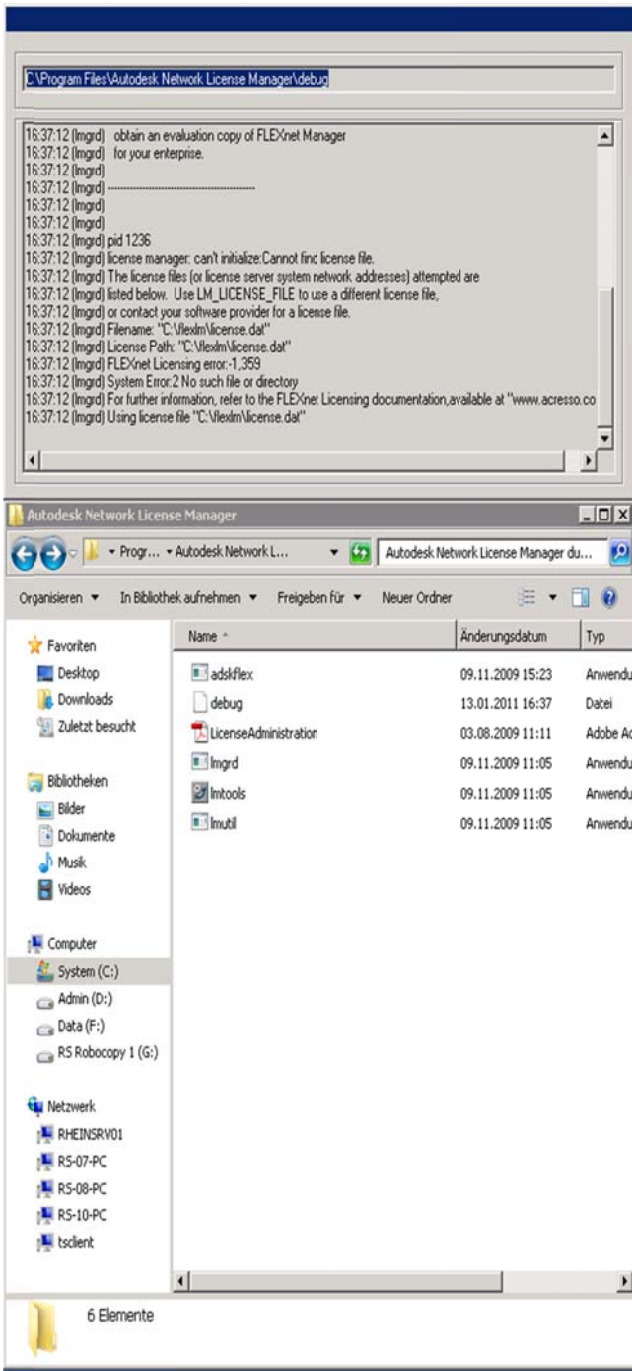 C\Program Files\Autodesk Network License Manager\debug
16:37:12 (lmgrd) obtain an evaluation copy of FLEXnet Manager
16:37:12 (lmgrd) for your enterprise.
16:37:12 (lmgrd)
16:37:12 (lmgrd) -----------------------------------------------
16:37:12 (lmgrd)
16:37:12 (lmgrd)
16:37:12 (lmgrd) pid 1236
16:37:12 (lmgrd) license manager: can't initialize:Cannot finc license file.
16:37:12 (lmgrd) The license files (or license server system network addresses) attempted are
16:37:12 (lmgrd) listed below. Use LM_LICENSE_FILE to use a different license file,
16:37:12 (lmgrd) or contact your software provider for a license file.
16:37:12 (lmgrd) Filename: "C:\flexlm\license.dat"
16:37:12 (lmgrd) License Path: "C:\flexlm\license.dat"
16:37:12 (lmgrd) FLEXnet Licensing error:-1,359
16:37:12 (lmgrd) System Error:2 No such file or directory
16:37:12 (lmgrd) For further information, refer to the FLEXne: Licensing documentation,available at "www.acresso.co
16:37:12 (lmgrd) Using license file "C:\flexlm\license.dat"
Autodesk Network License Manager
Progr... Autodesk Network L... Autodesk Network License Manager du...
Organisieren In Bibliothek aufnehmen Freigeben für Neuer Ordner
Favoriten
Desktop
Downloads
Zuletzt besucht
Bibliotheken
Bilder
Dokumente
Musik
Videos
Computer
System (C:)
Admin (D:)
Data (F:)
RS Robocopy 1 (G:)
Netzwerk
RHEINSRV01
RS-07-PC
RS-08-PC
RS-10-PC
tsclient
Name Änderungsdatum Typ
adskflex 09.11.2009 15:23 Anwendu
debug 13.01.2011 16:37 Datei
LicenseAdministration 03.08.2009 11:11 Adobe Ac
lmgrd 09.11.2009 11:05 Anwendu
lmtools 09.11.2009 11:05 Anwendu
lmutil 09.11.2009 11:05 Anwendu
6 Elemente